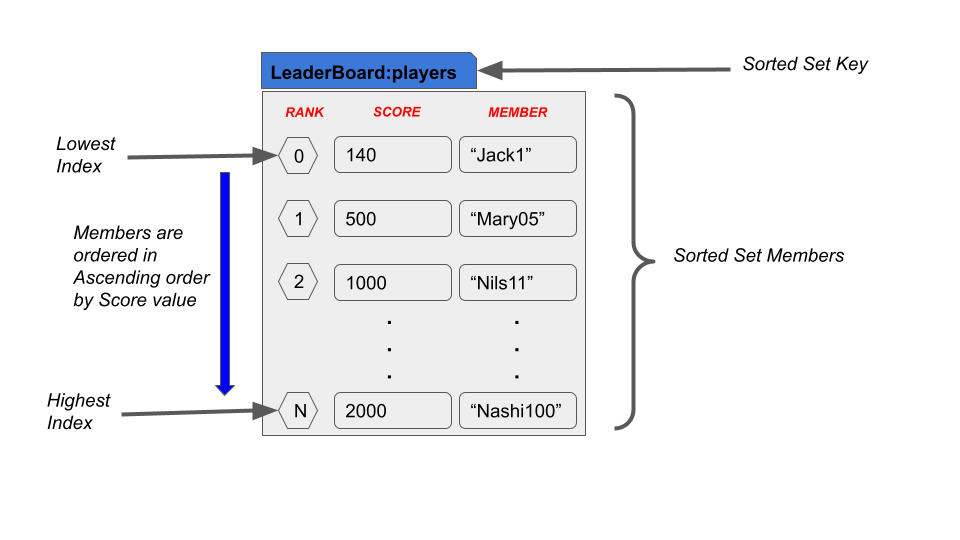 LeaderBoard:players
Sorted Set Key
RANK SCORE MEMBER
Lowest
Index
0 140 “Jack1”
1 500 “Mary05”
Members are
ordered in
Ascending order
by Score value
Sorted Set Members
2 1000 “Nils11”
. .
. .
. .
Highest
Index
N 2000 “Nashi100”